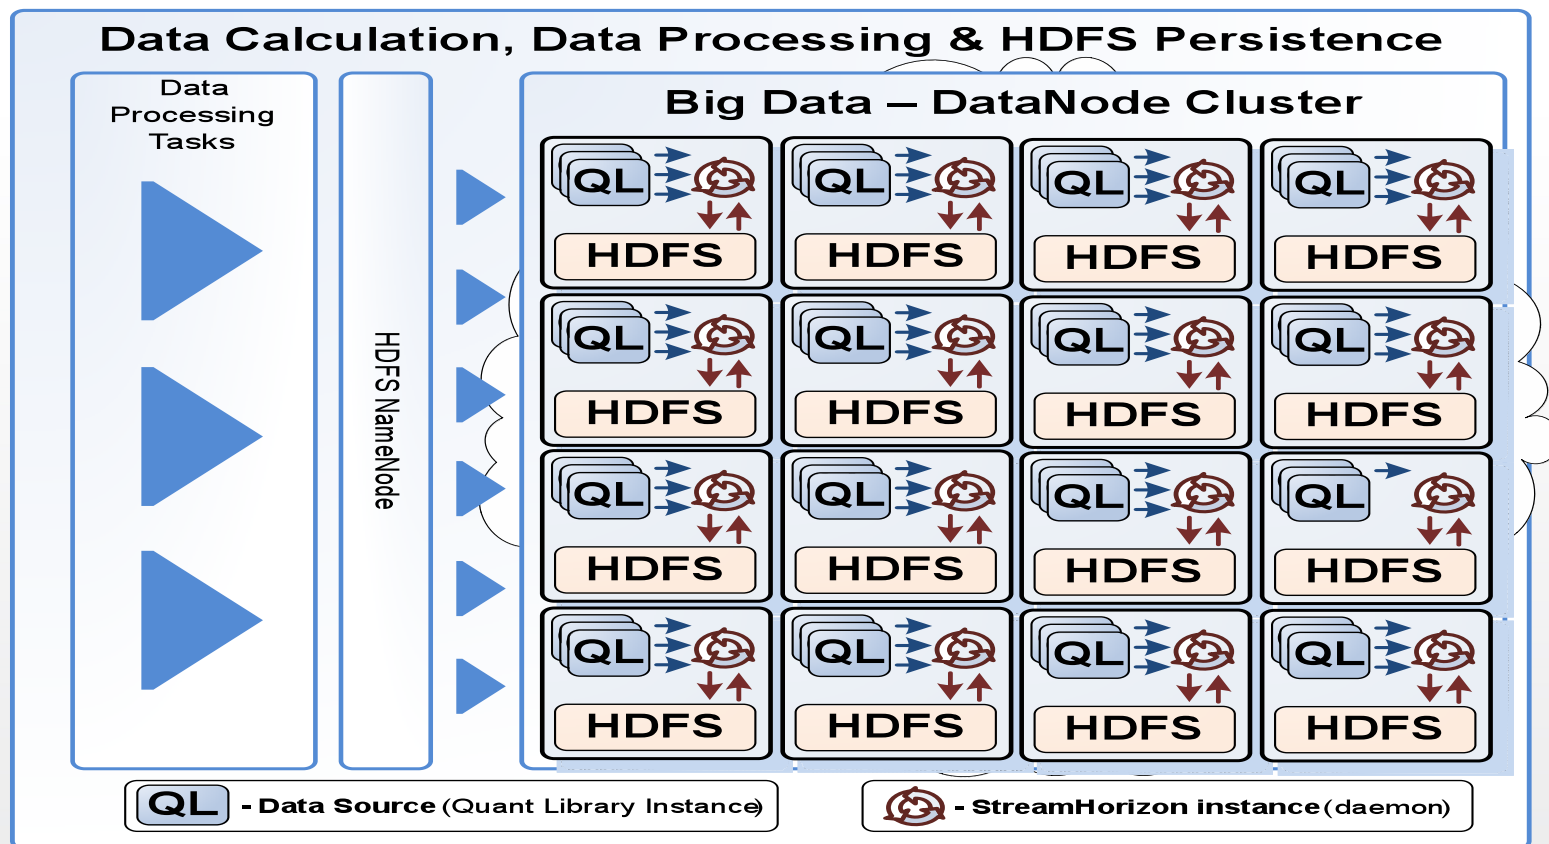 Data Calculation, Data Processing & HDFS Persistence
Data
Processing
Tasks
HDFS NameNode
Big Data – DataNode Cluster
QL QL QL QL
HDFS HDFS HDFS HDFS
QL QL QL QL
HDFS HDFS HDFS HDFS
QL QL QL QL
HDFS HDFS HDFS HDFS
QL QL QL QL
HDFS HDFS HDFS HDFS
QL - Data Source (Quant Library Instance)
- StreamHorizon instance (daemon)